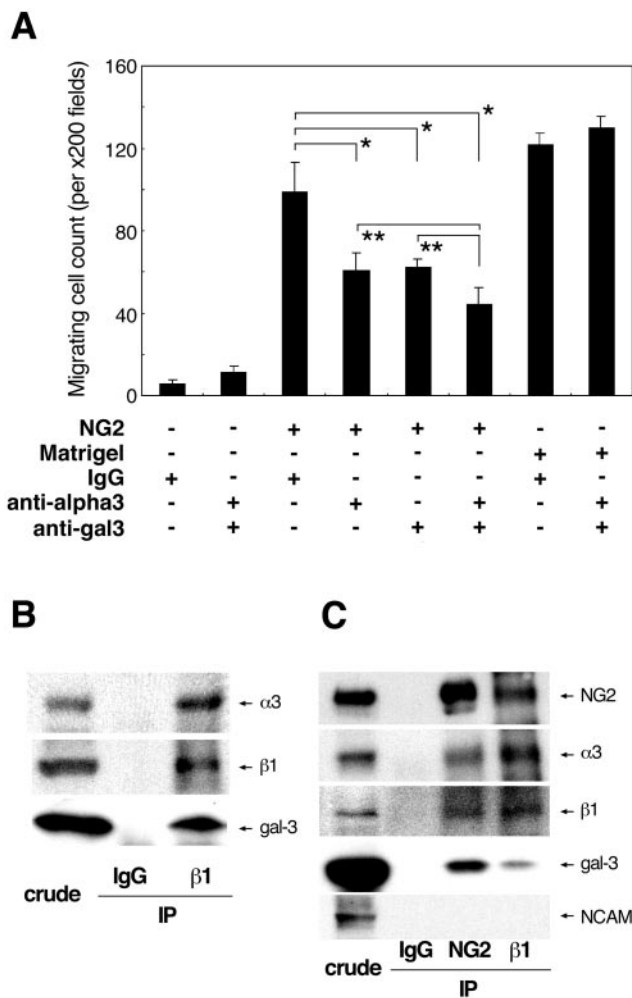 A
Migrating cell count (per x200 fields)
160
120
80
40
0
* * *
** **
NG2 - - + + + + - -
Matrigel - - - - - - + +
IgG + - + - - - + -
anti-alpha3 - + - + - + - +
anti-gal3 - + - - + + - +
B
α3
β1
gal-3
crude IgG β1
IP
C
NG2
α3
β1
gal-3
NCAM
crude IgG NG2 β1
IP